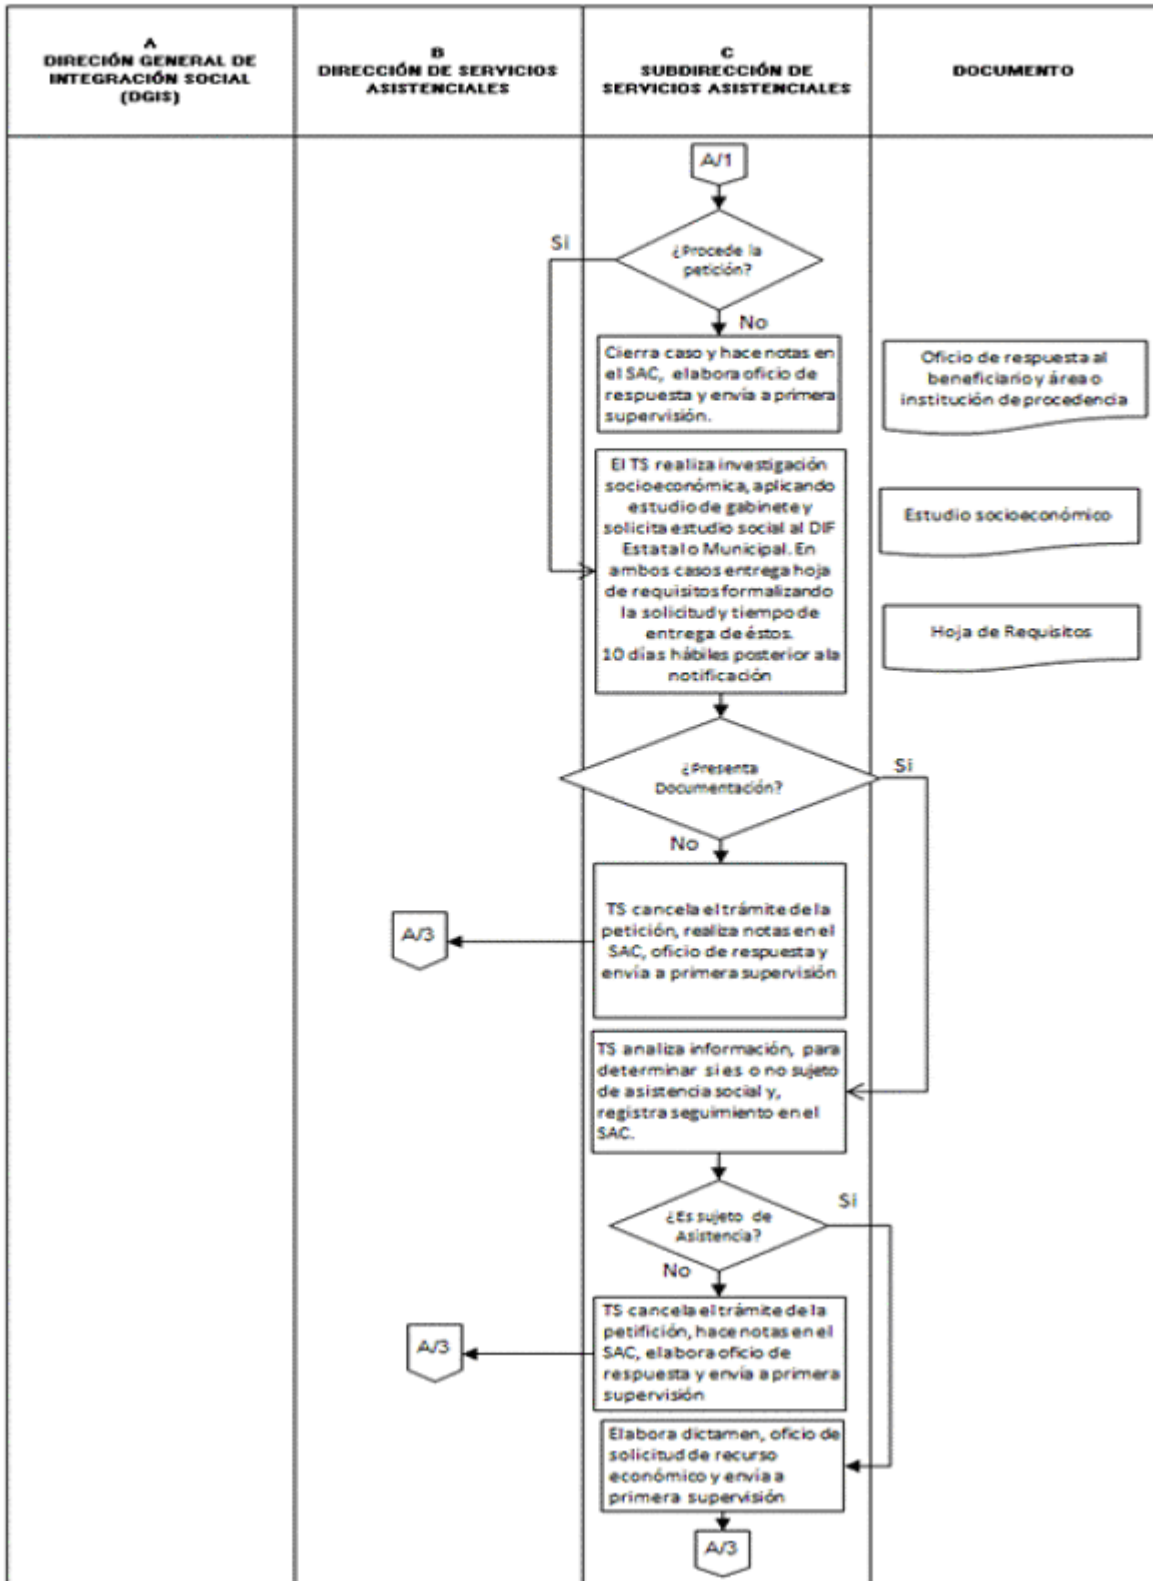 A
DIRECIÓN GENERAL DE
INTEGRACIÓN SOCIAL
(DGIS)
B
DIRECCIÓN DE SERVICIOS
ASISTENCIALES
C
SUBDIRECCIÓN DE
SERVICIOS ASISTENCIALES
DOCUMENTO
A/1
¿Procede la
petición?
Si
No
Cierra caso y hace notas en
el SAC, elabora oficio de
respuesta y envía a primera
supervisión.
Oficio de respuesta al
beneficiario y área o
institución de procedencia
El TS realiza investigación
socioeconómica, aplicando
estudio de gabinete y
solicita estudio social al DIF
Estatal o Municipal. En
ambos casos entrega hoja
de requisitos formalizando
la solicitud y tiempo de
entrega de éstos.
10 días hábiles posterior a la
notificación
Estudio socioeconómico
Hoja de Requisitos
¿Presenta
Documentación?
Si
No
TS cancela el trámite de la
petición, realiza notas en el
SAC, oficio de respuesta y
envía a primera supervisión
A/3
TS analiza información, para
determinar si es o no sujeto
de asistencia social y,
registra seguimiento en el
SAC.
¿Es sujeto de
Asistencia?
Si
No
TS cancela el trámite de la
petifición, hace notas en el
SAC, elabora oficio de
respuesta y envía a primera
supervisión
A/3
Elabora dictamen, oficio de
solicitud de recurso
económico y envía a
primera supervisión
A/3